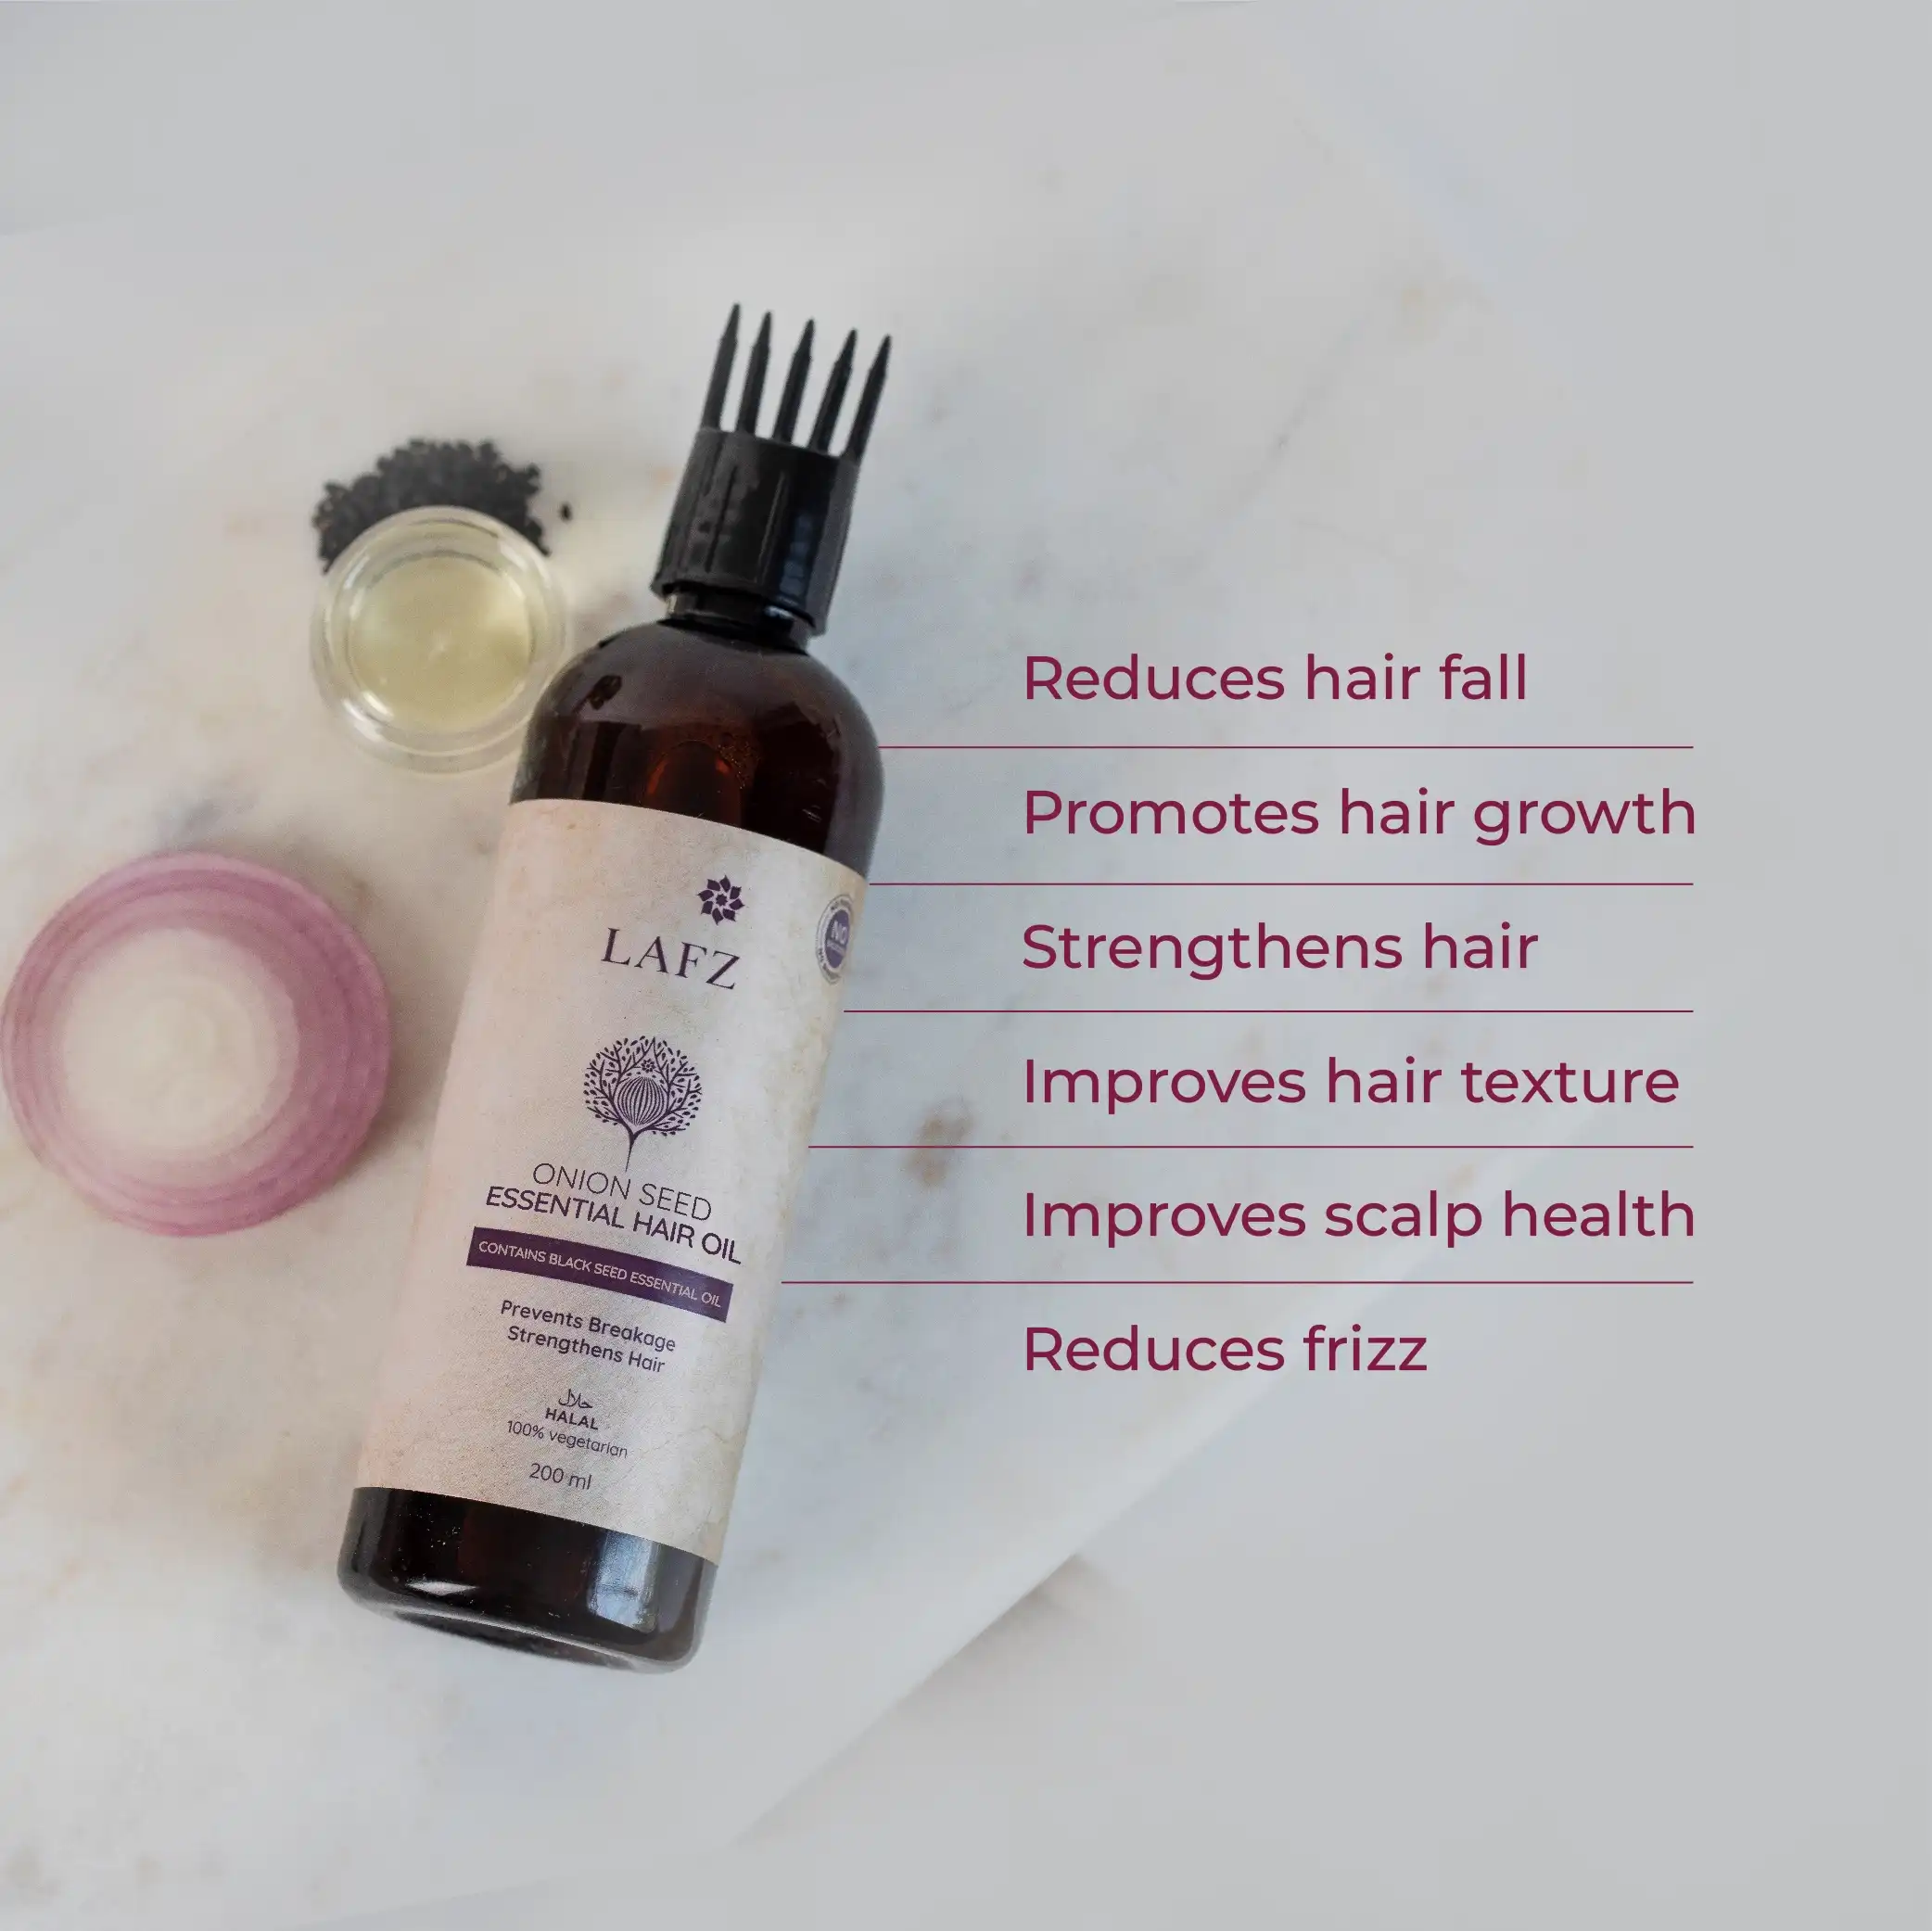 Reduces hair fall
Promotes hair growth
Strengthens hair
Improves hair texture
Improves scalp health
Reduces frizz
LAFZ
NO
ONION SEED
ESSENTIAL HAIR OIL
CONTAINS BLACK SEED ESSENTIAL OIL
Prevents Breakage
Strengthens Hair
حلال
HALAL
100% vegetarian
200 ml